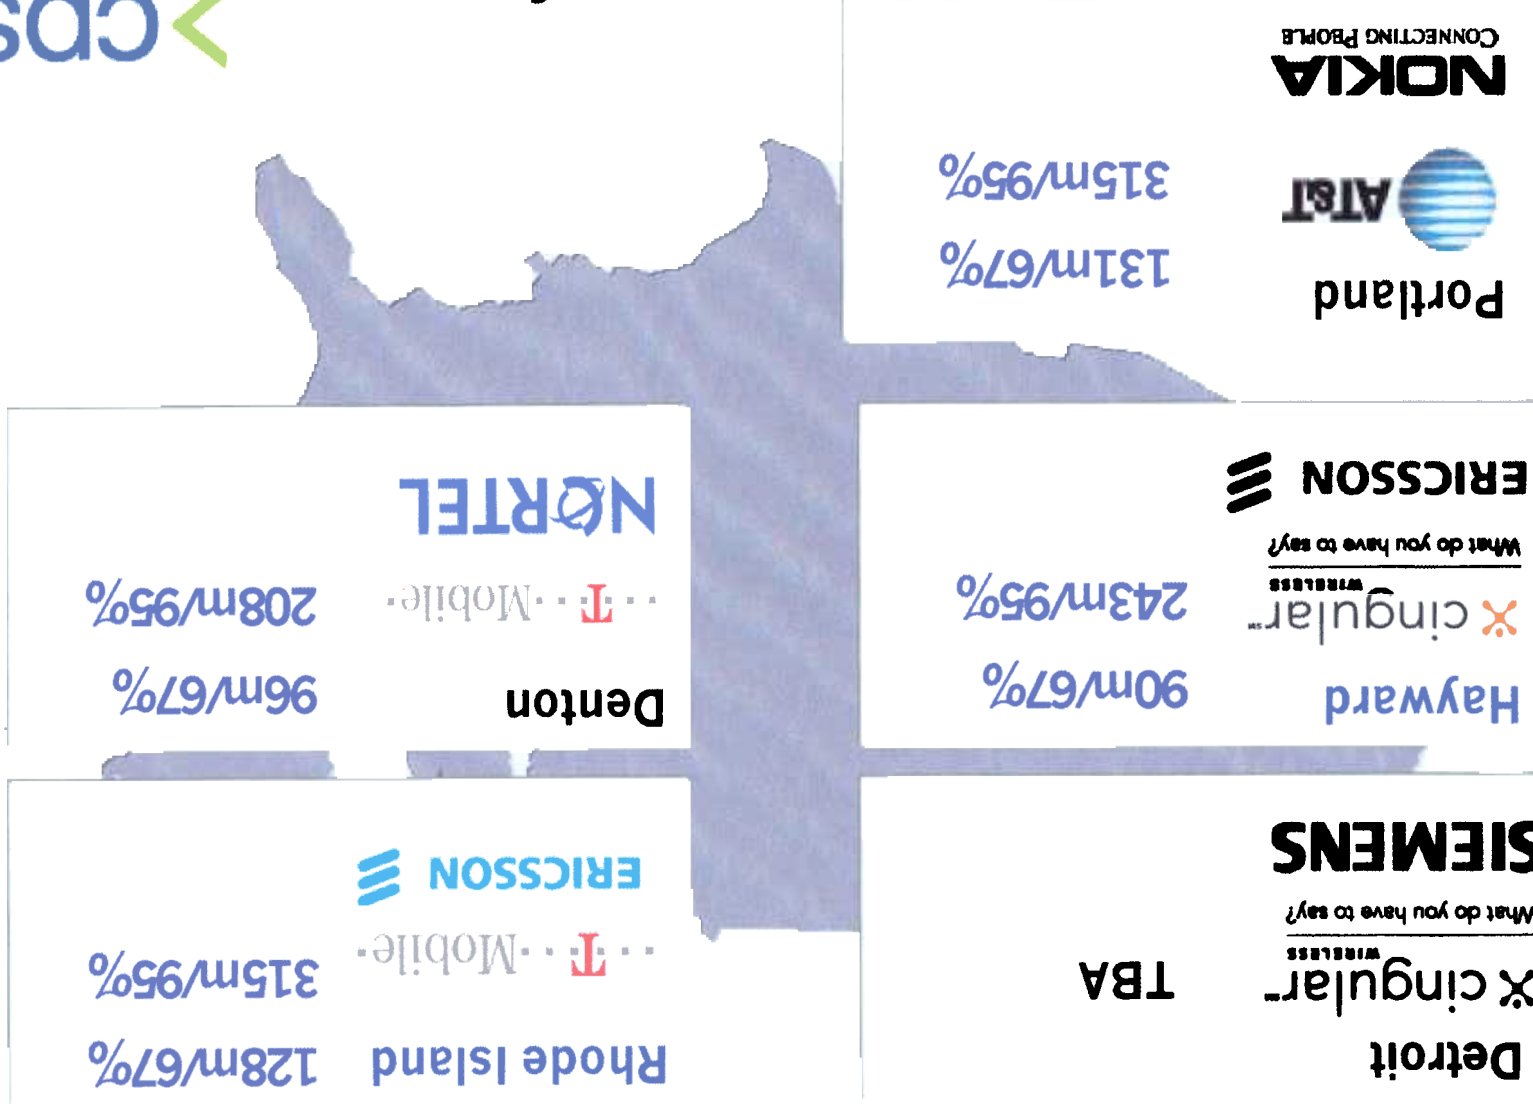 Detroit
cingular
WIRELESS
What do you have to say?
SIEMENS
TBA
Rhode Island 128m/67%
315m/95%
T··Mobile·
ERICSSON
Hayward 90m/67%
cingular℠ 243m/95%
WIRELESS
What do you have to say?
ERICSSON
Denton 96m/67%
T··Mobile· 208m/95%
NORTEL
Portland 131m/67%
AT&T 315m/95%
NOKIA
CONNECTING PEOPLE
>cps